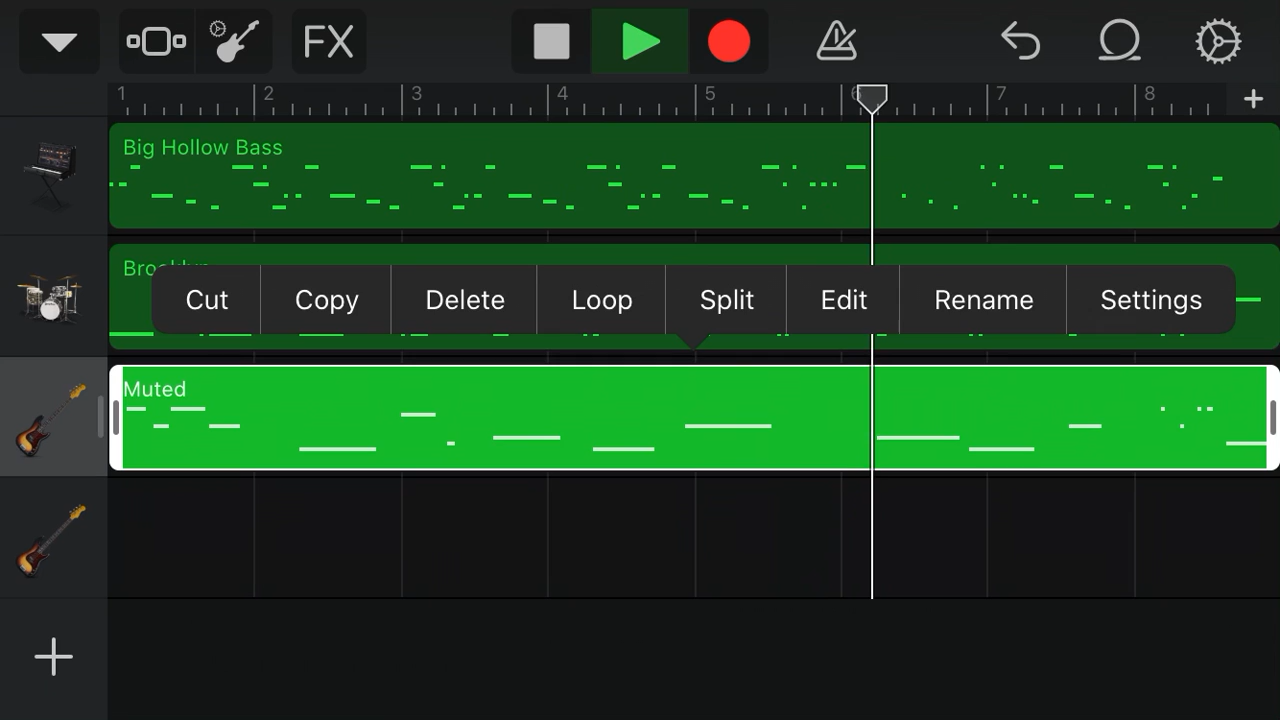 FX
1 2 3 4 5 6 7 8
Big Hollow Bass
Brooklyn
Cut Copy Delete Loop Split Edit Rename Settings
Muted